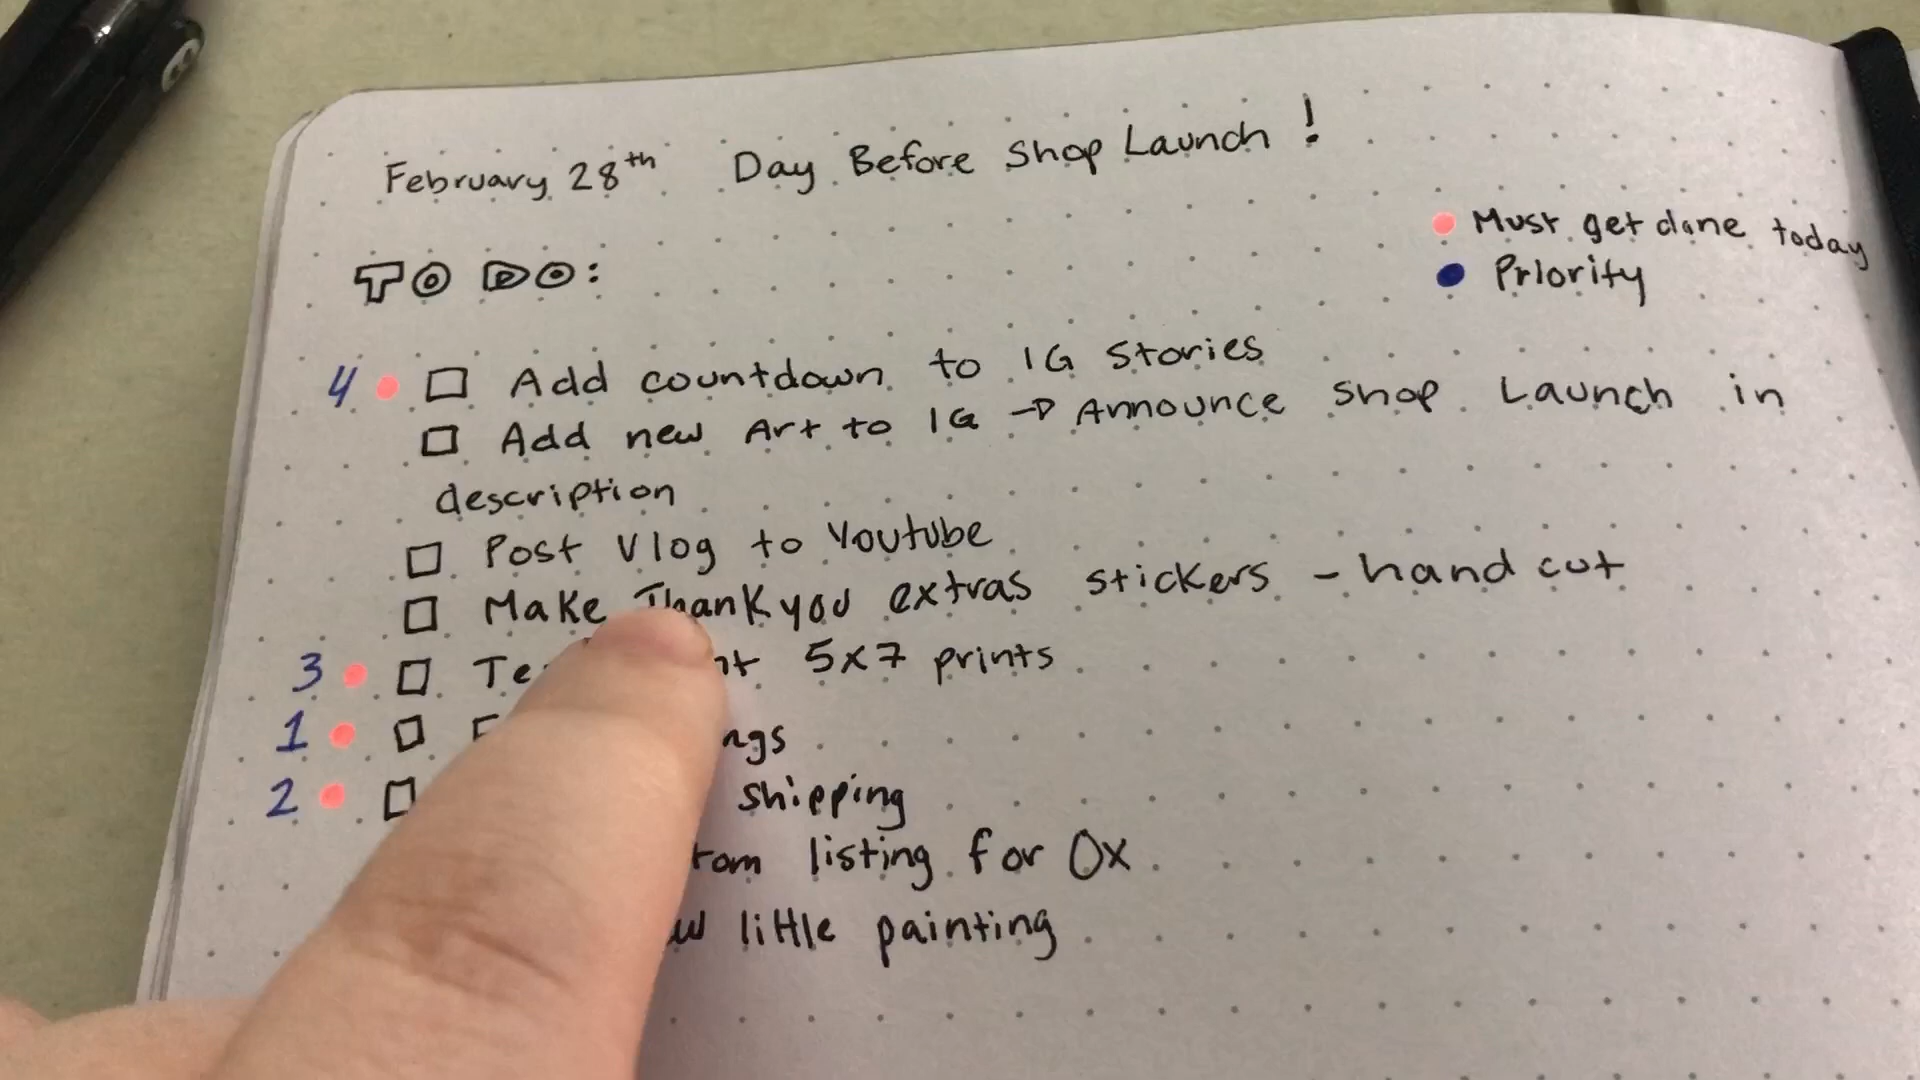 February 28th Day Before Shop Launch !
Must get done today
Priority
TO DO:
4 Add countdown to IG Stories
Add new Art to IG → Announce Shop Launch in
description
Post Vlog to Youtube
Make Thank you extras stickers - hand cut
3 5x7 prints
1
2 shipping
listing for Ox
little painting